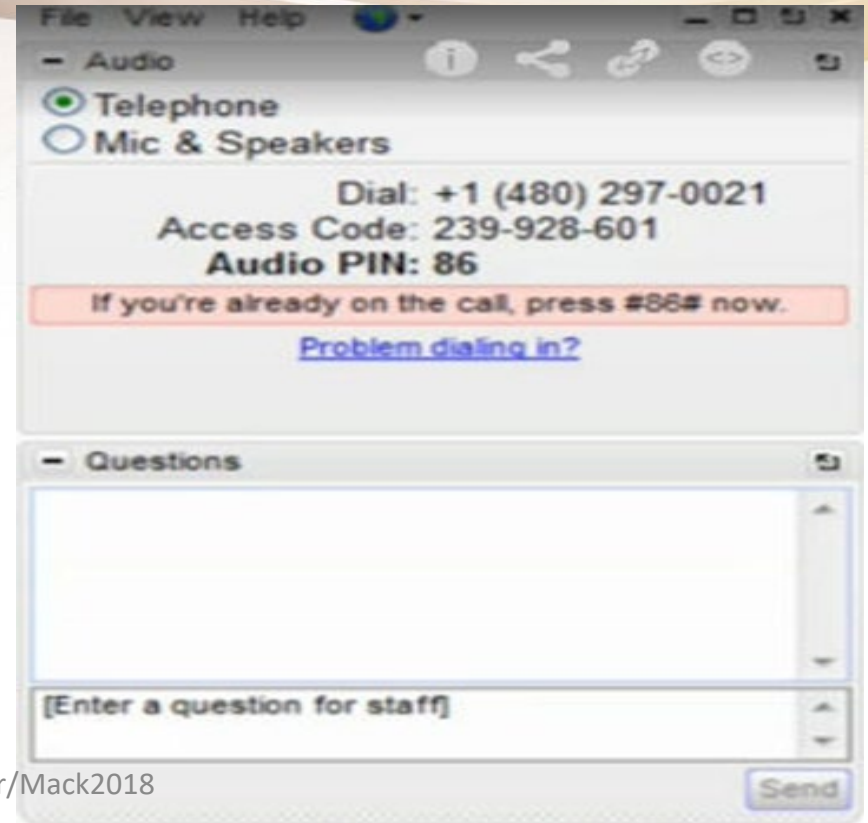 File View Help
Audio
Telephone
Mic & Speakers
Dial: +1 (480) 297-0021
Access Code: 239-928-601
Audio PIN: 86
If you're already on the call, press #86# now.
Problem dialing in?
Questions
[Enter a question for staff]
r/Mack2018
Send